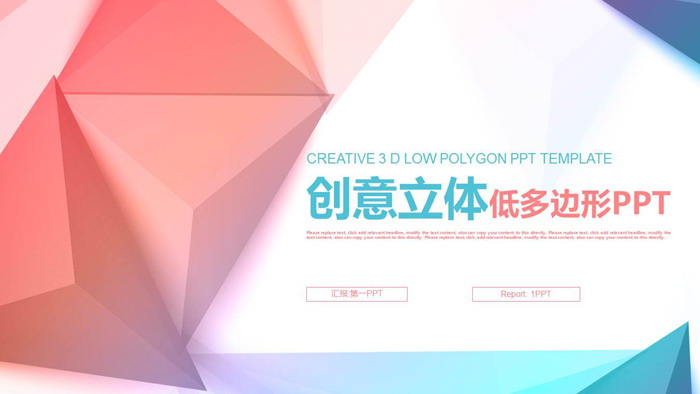 CREATIVE 3 D LOW POLYGON PPT TEMPLATE
创意立体低多边形PPT
Please replace text, click add relevant headline, modify the text content, also can copy your content to this directly. Please replace text, click add relevant headline, modify the
text content, also can copy your content to this directly. Please replace text, click add relevant headline, modify the text content, also can copy your content to this directly.
汇报:第一PPT
Report: 1PPT